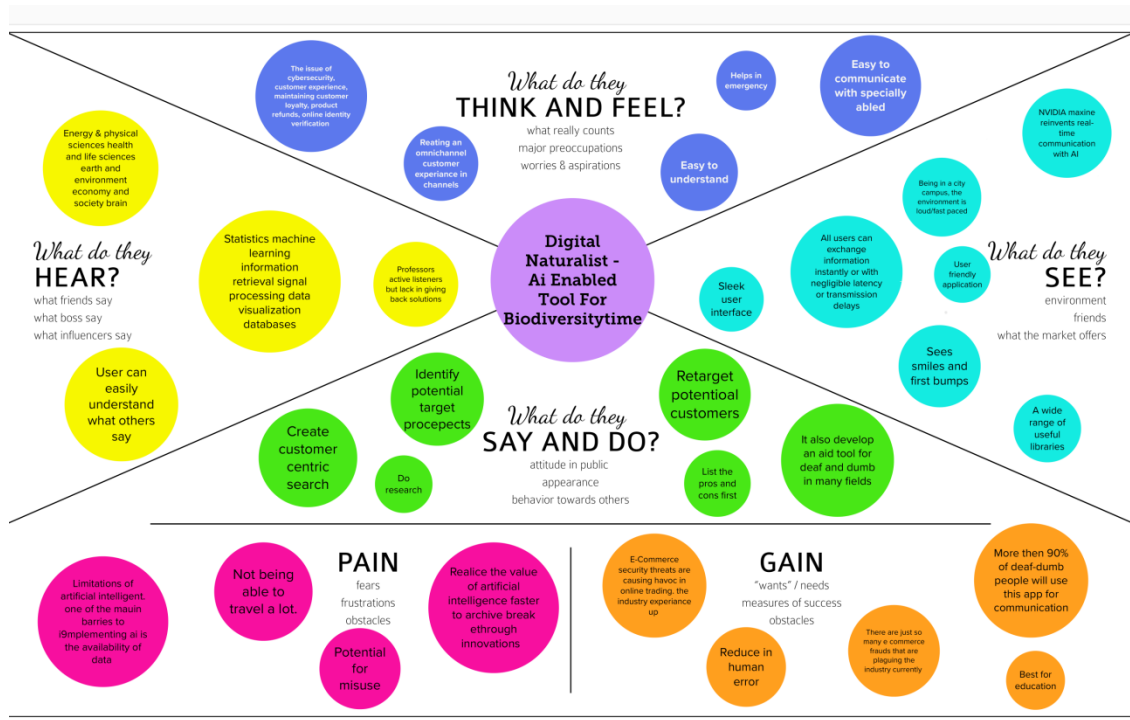 What do they
THINK AND FEEL?
what really counts
major preoccupations
worries & aspirations
The issue of
cybersecurity,
customer experience,
maintaining customer
loyalty, product
refunds, online identity
verification
Reating an
omnichannel
customer
experiance in
channels
Helps in
emergency
Easy to
communicate
with specially
abled
Easy to
understand
What do they
HEAR?
what friends say
what boss say
what influencers say
Energy & physical
sciences health
and life sciences
earth and
environment
economy and
society brain
Statistics machine
learning
information
retrieval signal
processing data
visualization
databases
Professors
active listeners
but lack in giving
back solutions
User can
easily
understand
what others
say
Digital
Naturalist -
Ai Enabled
Tool For
Biodiversitytime
What do they
SEE?
environment
friends
what the market offers
NVIDIA maxine
reinvents real-
time
communication
with AI
Being in a city
campus, the
environment is
loud/fast paced
All users can
exchange
information
instantly or with
negligible latency
or transmission
delays
User
friendly
application
Sleek
user
interface
Sees
smiles and
first bumps
A wide
range of
useful
libraries
What do they
SAY AND DO?
attitude in public
appearance
behavior towards others
Identify
potential
target
procepects
Create
customer
centric
search
Do
research
Retarget
potentioal
customers
List the
pros and
cons first
It also develop
an aid tool for
deaf and dumb
in many fields
PAIN
fears
frustrations
obstacles
Limitations of
artificial intelligent.
one of the mauin
barries to
i9mplementing ai is
the availability of
data
Not being
able to
travel a lot.
Potential
for
misuse
Realice the value
of artificial
intelligence faster
to archive break
ethrough
innovations
GAIN
"wants" / needs
measures of success
obstacles
E-Commerce
security threats are
causing havoc in
online trading. the
industry experiance
up
Reduce in
human
error
There are just so
many e commerce
frauds that are
plaguing the
industry currently
More then 90%
of deaf-dumb
people will use
this app for
communication
Best for
education